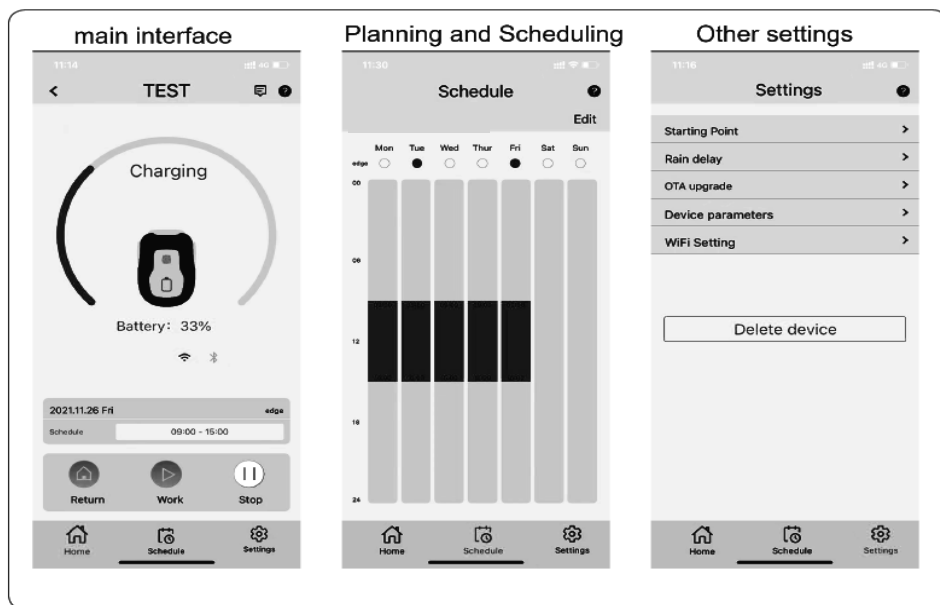 main interface
11:14
4G
TEST
Charging
Battery: 33%
2021.11.26 Fri
edge
Schedule
09:00 - 15:00
Return
Work
Stop
Home
Schedule
Settings
Planning and Scheduling
11:30
Schedule
Edit
Mon Tue Wed Thur Fri Sat Sun
edge
00
06
12
18
24
Home
Schedule
Settings
Other settings
11:16
4G
Settings
Starting Point
Rain delay
OTA upgrade
Device parameters
WiFi Setting
Delete device
Home
Schedule
Settings